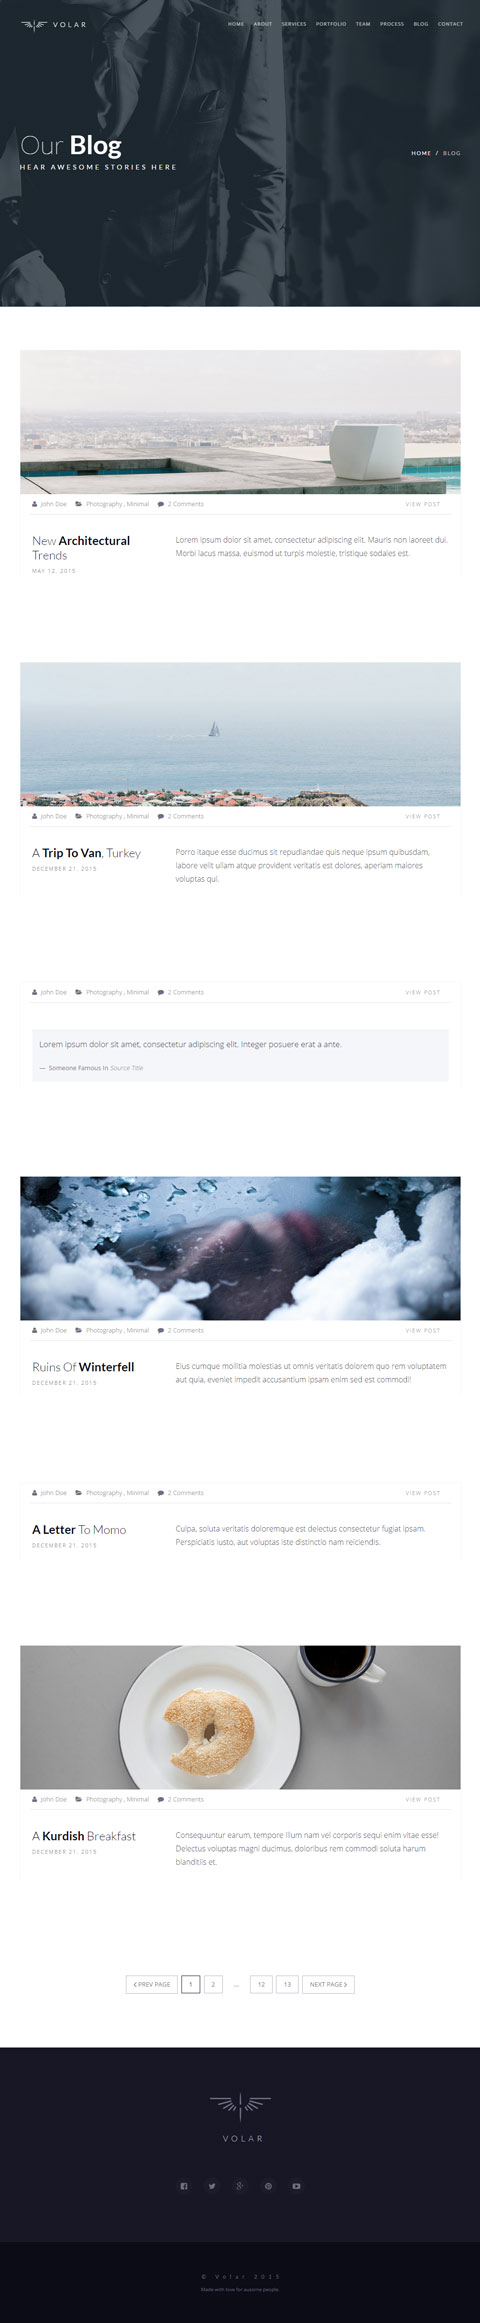 VOLAR
HOME ABOUT SERVICES PORTFOLIO TEAM PROCESS BLOG CONTACT
Our Blog
HEAR AWESOME STORIES HERE
HOME / BLOG
John Doe Photography, Minimal 2 Comments VIEW POST
New Architectural
Trends
MAY 12, 2015
Lorem ipsum dolor sit amet, consectetur adipiscing elit. Mauris non laoreet dui.
Morbi lacus massa, euismod ut turpis molestie, tristique sodales est.
John Doe Photography, Minimal 2 Comments VIEW POST
A Trip To Van, Turkey
DECEMBER 21, 2015
Porro itaque esse ducimus sit repudiandae quis neque ipsum quibusdam,
labore velit ullam atque provident veritatis est dolores, aperiam maiores
voluptas qui.
John Doe Photography, Minimal 2 Comments VIEW POST
Lorem ipsum dolor sit amet, consectetur adipiscing elit. Integer posuere erat a ante.
— Someone Famous in Source Title
John Doe Photography, Minimal 2 Comments VIEW POST
Ruins Of Winterfell
DECEMBER 21, 2015
Eius cumque mollitia molestias ut omnis veritatis dolorem quo rem voluptatem
aut quia, eveniet impedit accusantium ipsam enim sed est commodi!
John Doe Photography, Minimal 2 Comments VIEW POST
A Letter To Momo
DECEMBER 21, 2015
Culpa, soluta veritatis doloremque est delectus consectetur fugiat ipsam.
Perspiciatis iusto, aut voluptas iste distinctio nam reiciendis.
John Doe Photography, Minimal 2 Comments VIEW POST
A Kurdish Breakfast
DECEMBER 21, 2015
Consequuntur earum, tempore illum nam vel corporis sequi enim vitae esse!
Delectus voluptas magni ducimus, doloribus rem commodi soluta harum
blanditiis et.
< PREV PAGE 1 2 ... 12 13 NEXT PAGE >
VOLAR
© Volar 2015
Made with love for awesome people.